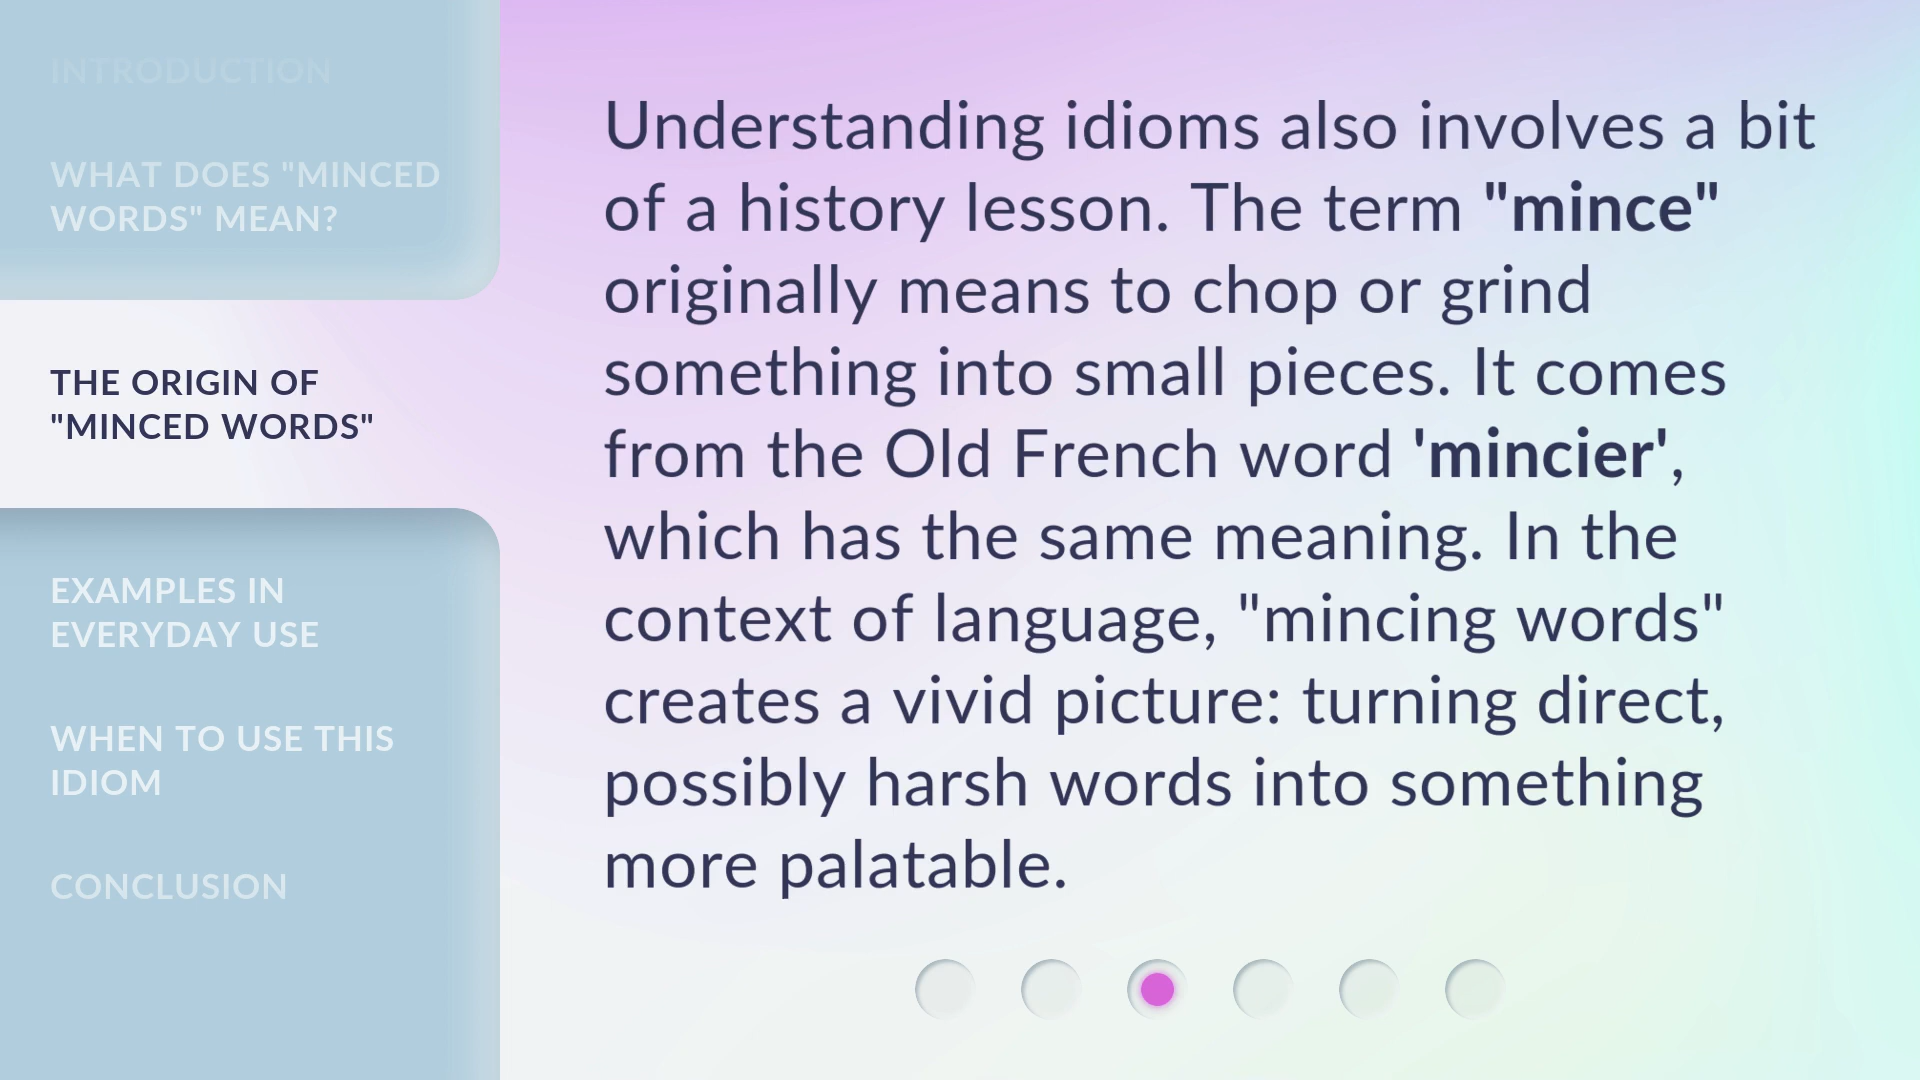 INTRODUCTION
WHAT DOES "MINCED
WORDS" MEAN?
THE ORIGIN OF
"MINCED WORDS"
EXAMPLES IN
EVERYDAY USE
WHEN TO USE THIS
IDIOM
CONCLUSION
Understanding idioms also involves a bit
of a history lesson. The term "mince"
originally means to chop or grind
something into small pieces. It comes
from the Old French word 'mincier',
which has the same meaning. In the
context of language, "mincing words"
creates a vivid picture: turning direct,
possibly harsh words into something
more palatable.